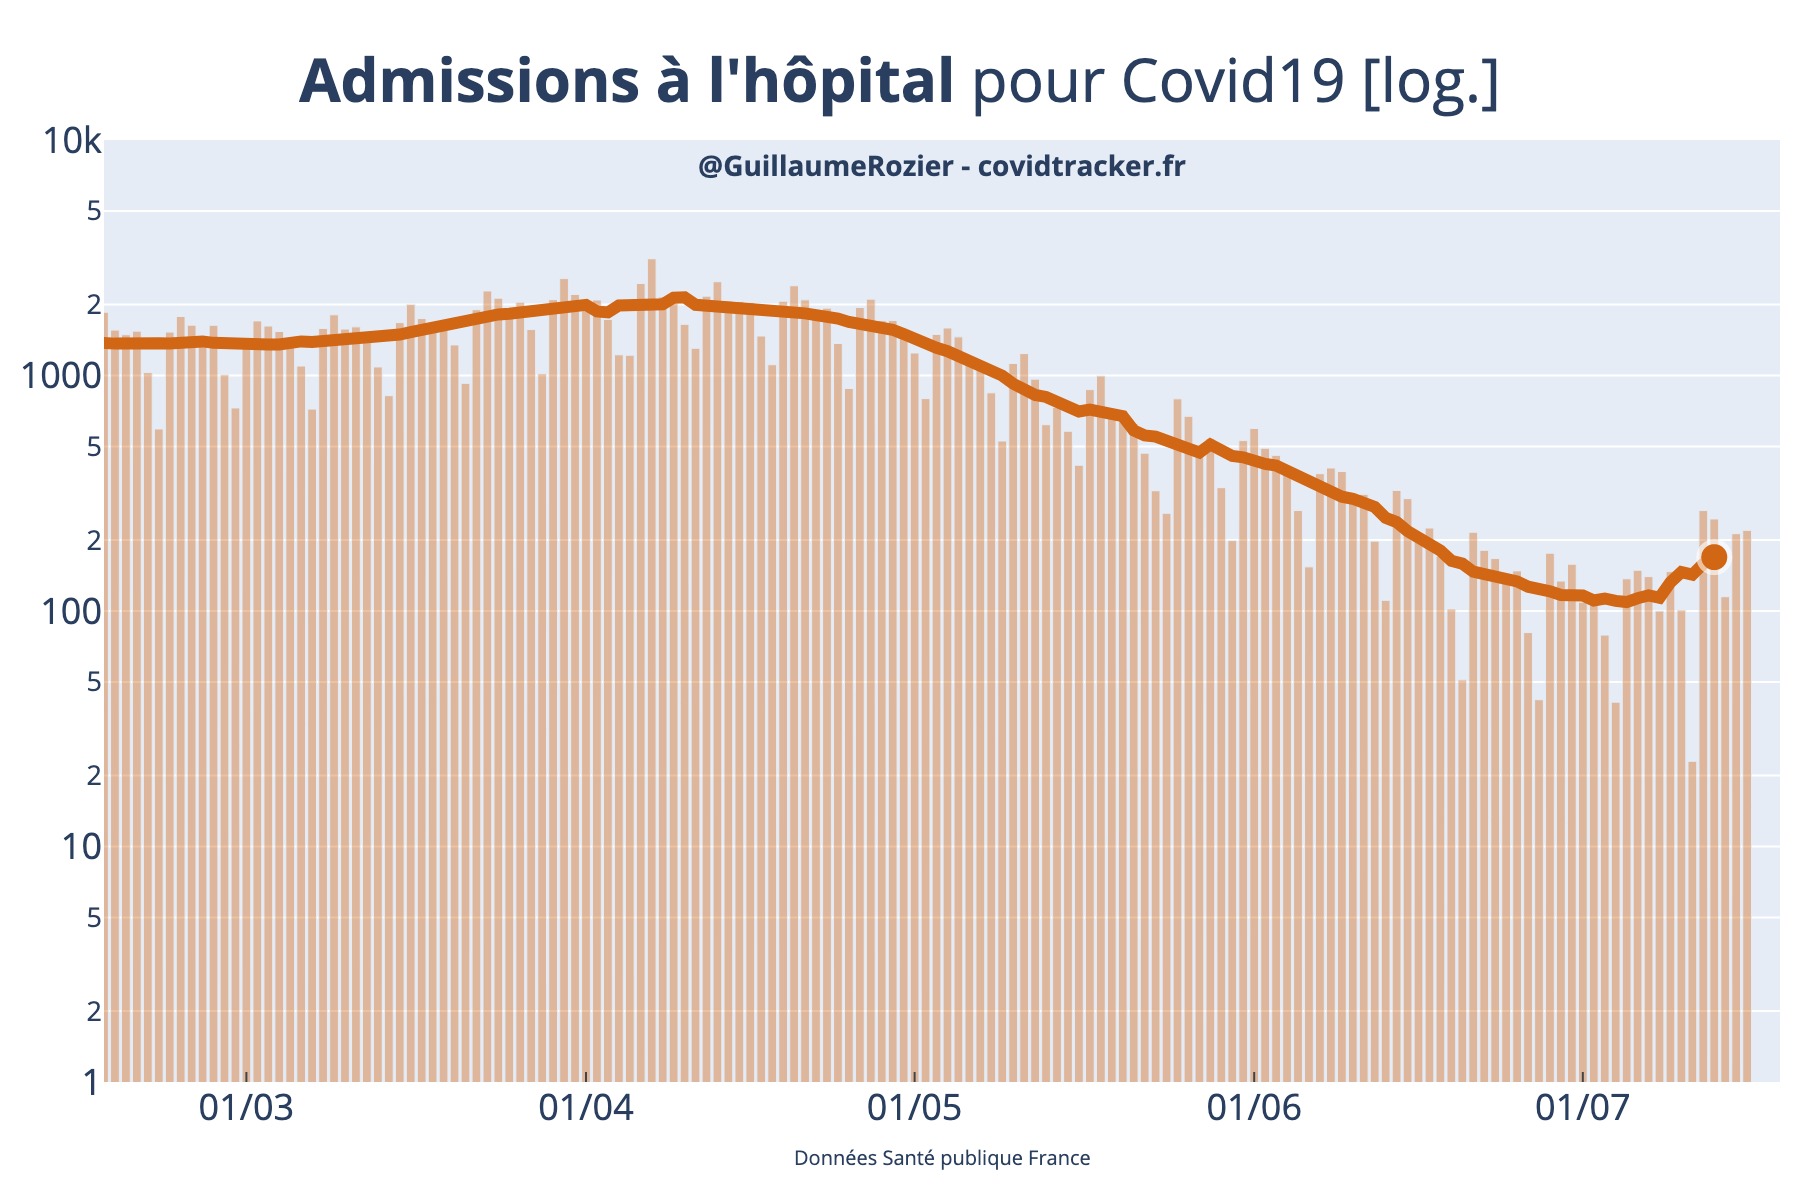 Admissions à l'hôpital pour Covid19 [log.]
@GuillaumeRozier - covidtracker.fr
10k
5
2
1000
5
2
100
5
2
10
5
2
1
01/03 01/04 01/05 01/06 01/07
Données Santé publique France